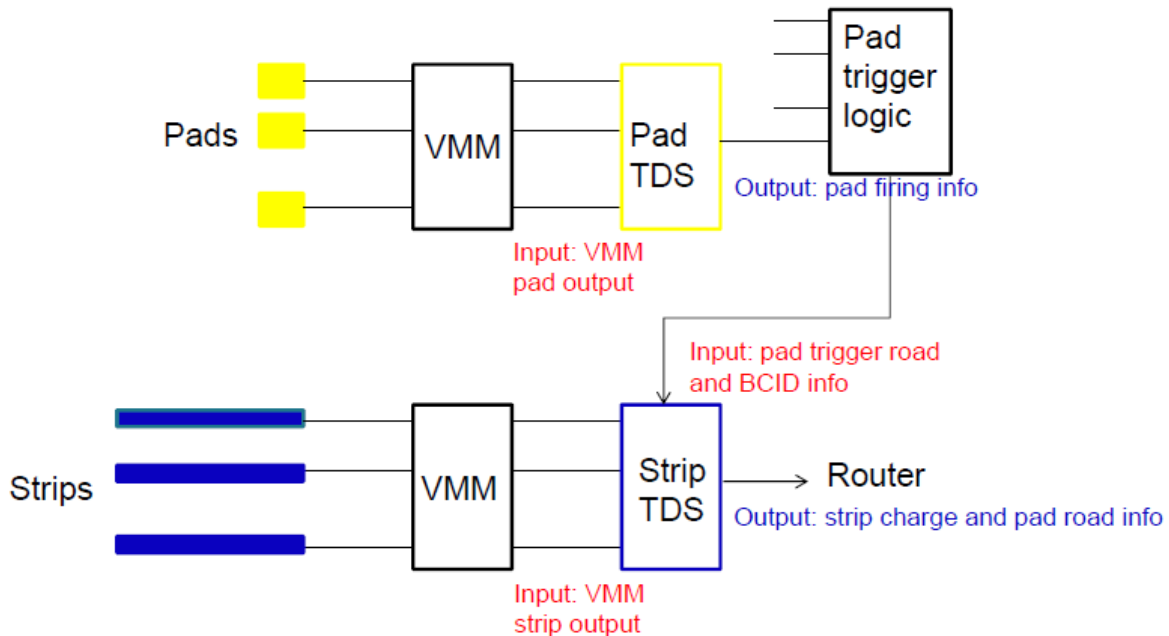 Pad
trigger
logic
Pads
VMM
Pad
TDS
Output: pad firing info
Input: VMM
pad output
Input: pad trigger road
and BCID info
Strips
VMM
Strip
TDS
Router
Output: strip charge and pad road info
Input: VMM
strip output